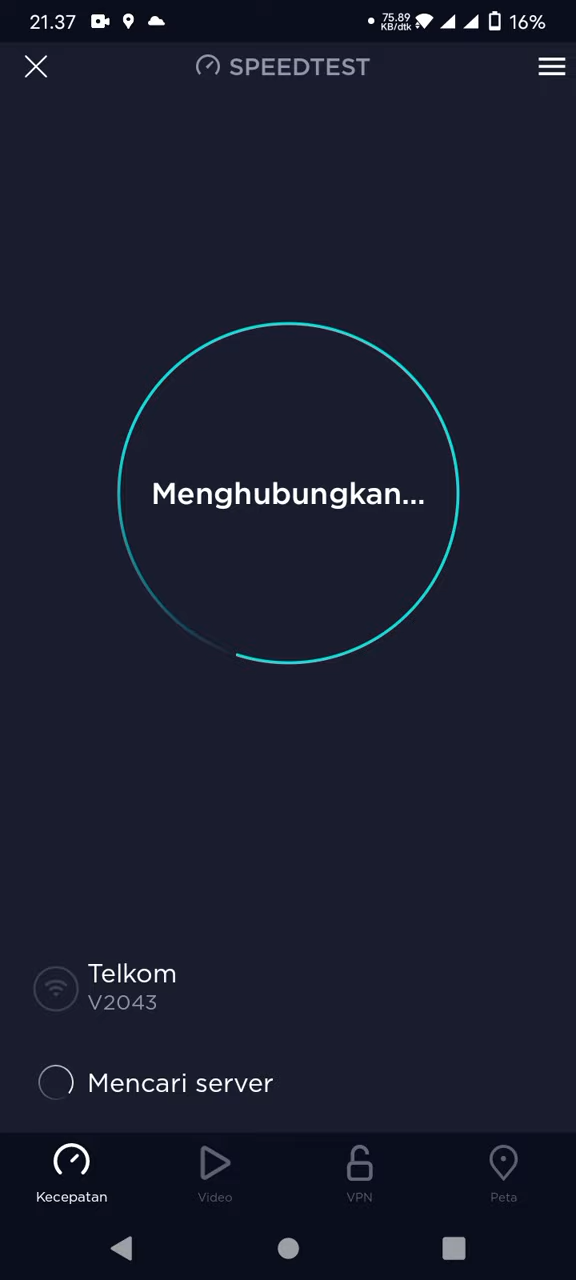 21.37
75.89
KB/dtk
16%
SPEEDTEST
Menghubungkan...
Telkom
V2043
Mencari server
Kecepatan
Video
VPN
Peta